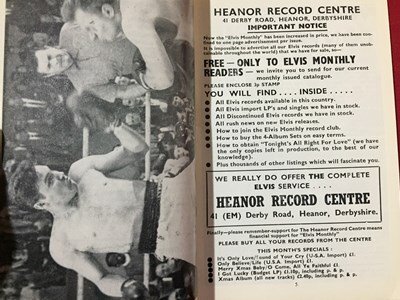 HEANOR RECORD CENTRE
41 DERBY ROAD, HEANOR, DERBYSHIRE
IMPORTANT NOTICE
Now the "Elvis Monthly" has been increased in price, we have been con-
fined to one page advertisement per issue.
It is impossible to advertise all our Elvis records (many of them unob-
tainable throughout the world) that we have for sale, so—
FREE — ONLY TO ELVIS MONTHLY
READERS — we invite you to send for our current
monthly issued catalogue.
PLEASE ENCLOSE 3p STAMP
YOU WILL FIND . . . . INSIDE . . . . .
● All Elvis records available in this country.
● All Elvis import LP's and singles we have in stock.
● All Discontinued Elvis records we have in stock.
● All rush news on new Elvis releases.
● How to join the Elvis Monthly record club.
● How to buy the 4-Album Sets on easy terms.
● How to obtain "Tonight's All Right For Love" (we have
the only copies left in production, to the best of our
knowledge).
● Plus thousands of other listings which will fascinate you.
WE REALLY DO OFFER THE COMPLETE
ELVIS SERVICE . . . .
HEANOR RECORD CENTRE
41 (EM) Derby Road, Heanor, Derbyshire.
Finally—please remember-support for The Heanor Record Centre means
financial support for "Elvis Monthly"
PLEASE BUY ALL YOUR RECORDS FROM THE CENTRE
THIS MONTH'S SPECIALS :
It's Only Love/Sound of Your Cry (U.S.A. Import) £1.
Only Believe/Life (U.S.A. Import) £1.
Merry Xmas Baby/O Come, All Ye Faithful £1.
I Got Lucky (Budget LP) £1.10p, including p. & p.
Xmas Album (all new tracks) £2.40p, including p. & p.
5